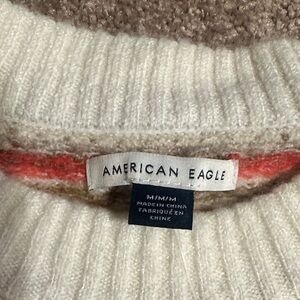 AMERICAN EAGLE
M/M/M
MADE IN CHINA
FABRIQUÉ EN
CHINE